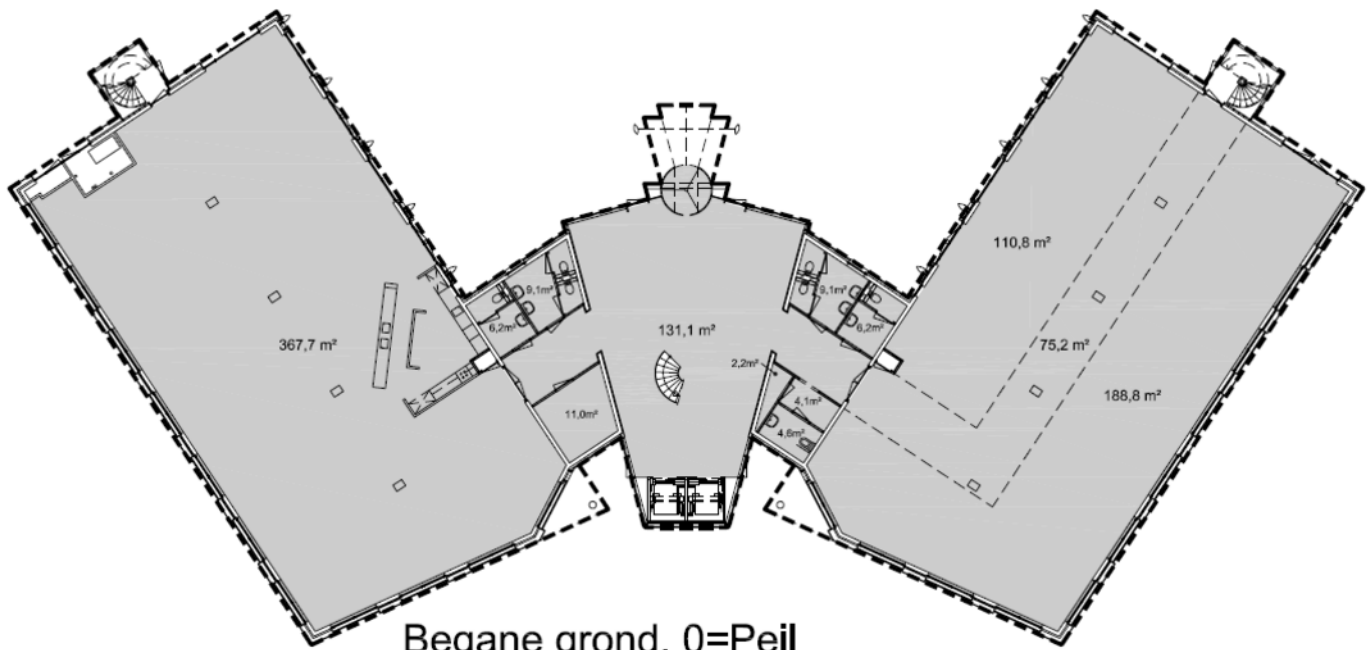 110,8 m²
9,1m²
9,1m²
6,2m²
131,1 m²
6,2m²
367,7 m²
75,2 m²
2,2m²
188,8 m²
11,0m²
4,1m²
4,6m²
Begane grond, 0=Peil